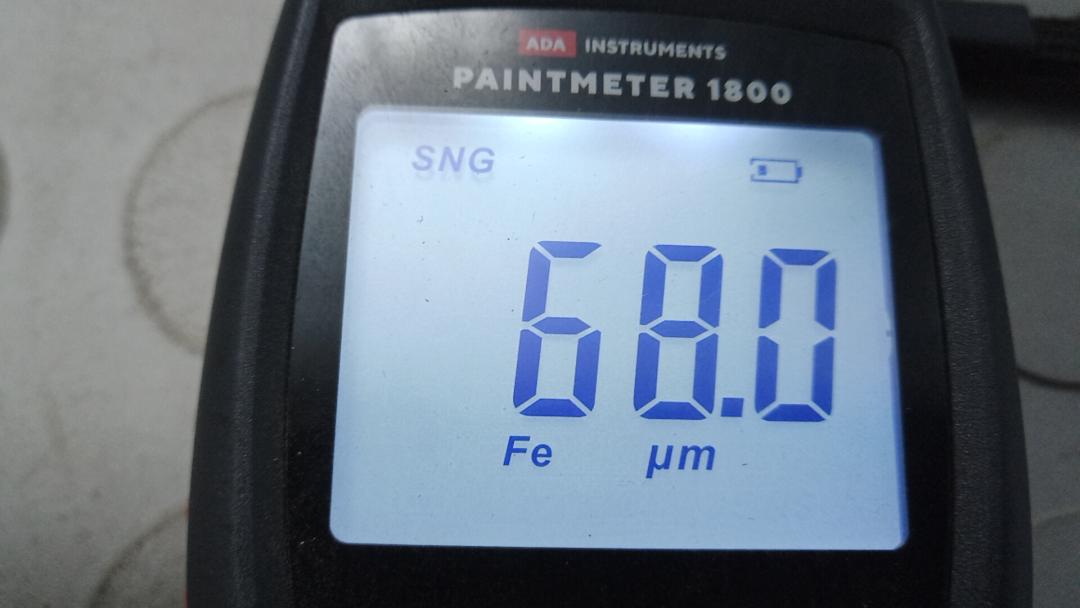 ADA INSTRUMENTS
PAINTMETER 1800
SNG
68.0
Fe μm